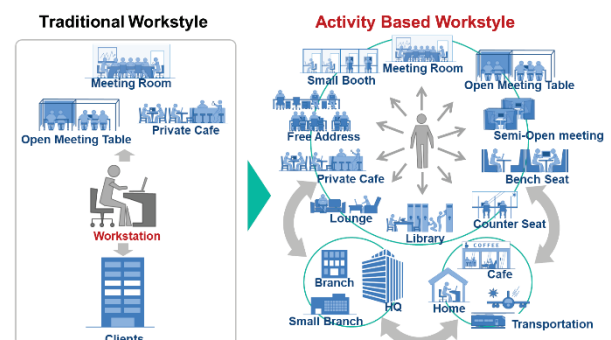 Traditional Workstyle
Meeting Room
Open Meeting Table
Private Cafe
Workstation
Clients
Activity Based Workstyle
Small Booth
Meeting Room
Open Meeting Table
Free Address
Semi-Open meeting
Private Cafe
Bench Seat
Lounge
Library
Counter Seat
Branch
HQ
Small Branch
COFFEE
Cafe
Home
Transportation